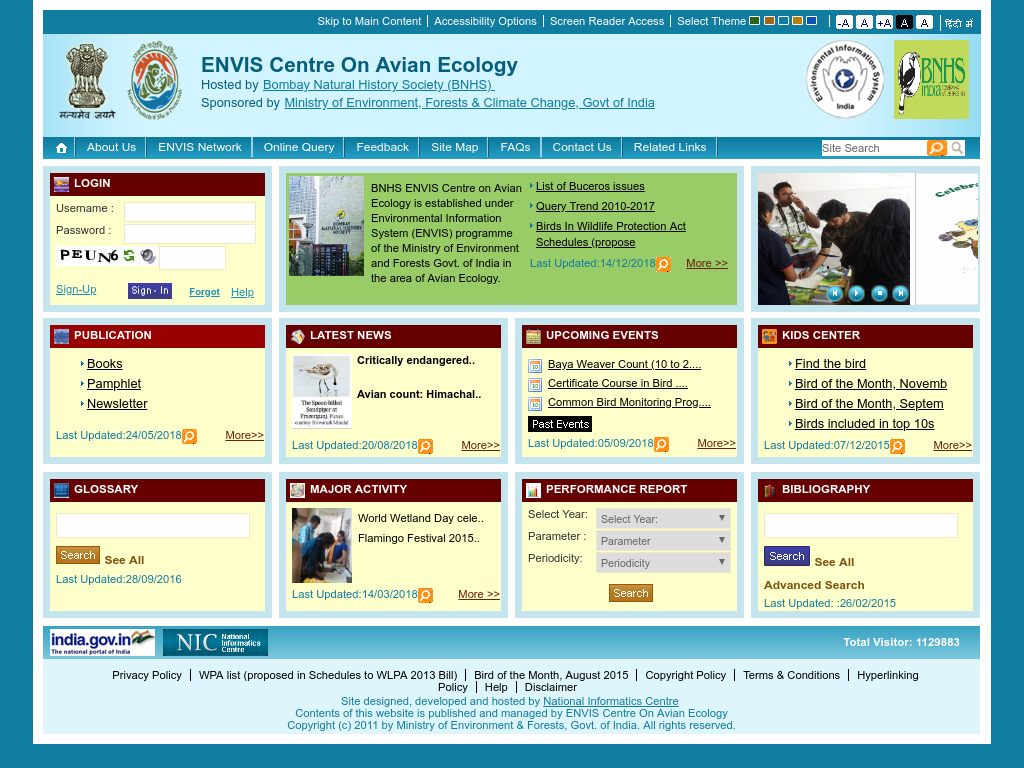 Skip to Main Content
Accessibility Options
Screen Reader Access
Select Theme
-A A +A A A
हिंदी में
सत्यमेव जयते
ENVIS Centre On Avian Ecology
Hosted by Bombay Natural History Society (BNHS)
Sponsored by Ministry of Environment, Forests & Climate Change, Govt of India
Environmental Information System
India
BNHS
India
About Us
ENVIS Network
Online Query
Feedback
Site Map
FAQs
Contact Us
Related Links
Site Search
LOGIN
Username :
Password :
PEUN6
Sign-Up
Sign-In
Forgot
Help
BOMBAY
NATURAL HISTORY
SOCIETY
BNHS ENVIS Centre on Avian
Ecology is established under
Environmental Information
System (ENVIS) programme
of the Ministry of Environment
and Forests Govt. of India in
the area of Avian Ecology.
List of Buceros issues
Query Trend 2010-2017
Birds In Wildlife Protection Act
Schedules (propose
Last Updated:14/12/2018
More >>
PUBLICATION
Books
Pamphlet
Newsletter
Last Updated:24/05/2018
More>>
LATEST NEWS
Critically endangered..
Avian count: Himachal..
The Spoon-billed
Sandpiper at
Frazergunj. Picture
courtesy Biswanath Mondal
Last Updated:20/08/2018
More>>
UPCOMING EVENTS
Baya Weaver Count (10 to 2....
Certificate Course in Bird ....
Common Bird Monitoring Prog....
Past Events
Last Updated:05/09/2018
More>>
KIDS CENTER
Find the bird
Bird of the Month, Novemb
Bird of the Month, Septem
Birds included in top 10s
Last Updated:07/12/2015
More>>
GLOSSARY
Search
See All
Last Updated:28/09/2016
MAJOR ACTIVITY
World Wetland Day cele..
Flamingo Festival 2015..
Last Updated:14/03/2018
More >>
PERFORMANCE REPORT
Select Year:
Select Year:
Parameter :
Parameter
Periodicity:
Periodicity
Search
BIBLIOGRAPHY
Search
See All
Advanced Search
Last Updated: :26/02/2015
india.gov.in
The national portal of India
NIC
National
Informatics
Centre
Total Visitor: 1129883
Privacy Policy
WPA list (proposed in Schedules to WLPA 2013 Bill)
Bird of the Month, August 2015
Copyright Policy
Terms & Conditions
Hyperlinking
Policy
Help
Disclaimer
Site designed, developed and hosted by National Informatics Centre
Contents of this website is published and managed by ENVIS Centre On Avian Ecology
Copyright (c) 2011 by Ministry of Environment & Forests, Govt. of India. All rights reserved.